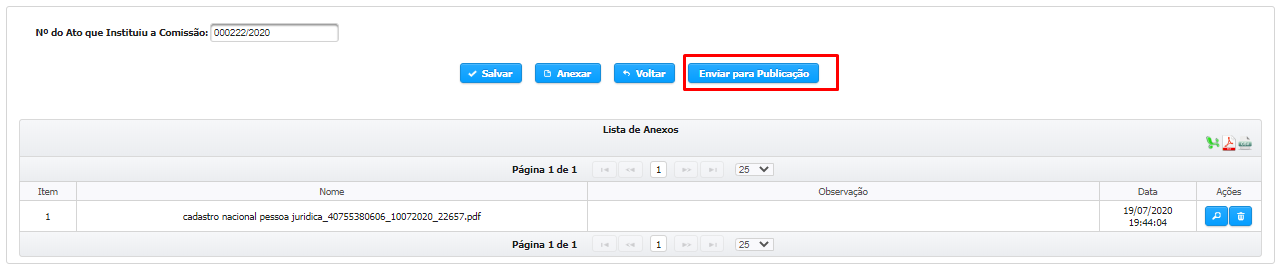 Nº do Ato que Instituiu a Comissão: 000222/2020
Salvar Anexar Voltar Enviar para Publicação
Lista de Anexos
Página 1 de 1 1 25
Item Nome Observação Data Ações
1 cadastro nacional pessoa juridica_40755380606_10072020_22657.pdf 19/07/2020 19:44:04
Página 1 de 1 1 25